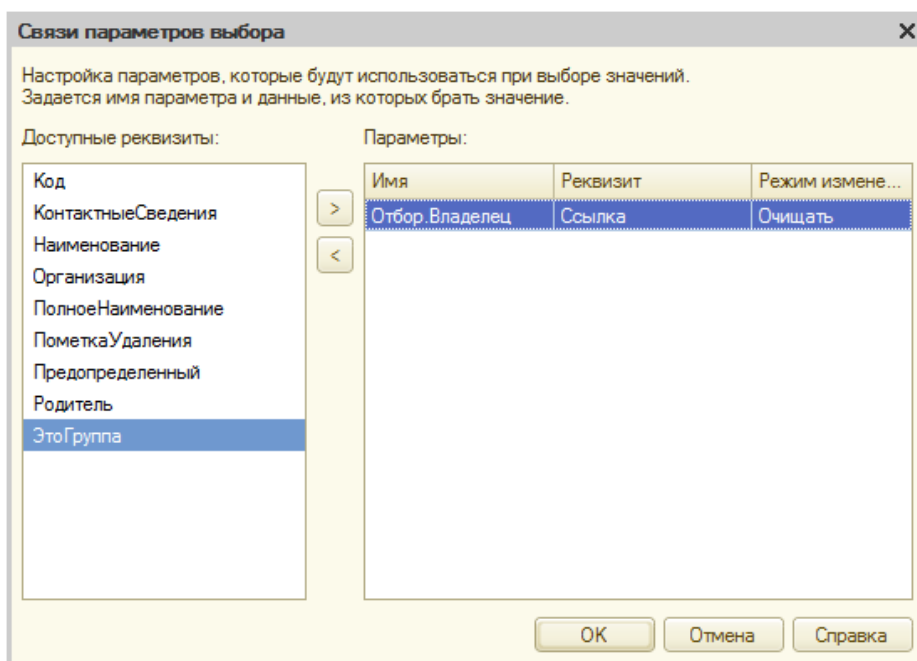 Связи параметров выбора
Настройка параметров, которые будут использоваться при выборе значений.
Задается имя параметра и данные, из которых брать значение.
Доступные реквизиты:
Код
КонтактныеСведения
Наименование
Организация
ПолноеНаименование
ПометкаУдаления
Предопределенный
Родитель
ЭтоГруппа
>
<
Параметры:
Имя Реквизит Режим измене...
Отбор.Владелец Ссылка Очищать
OK Отмена Справка